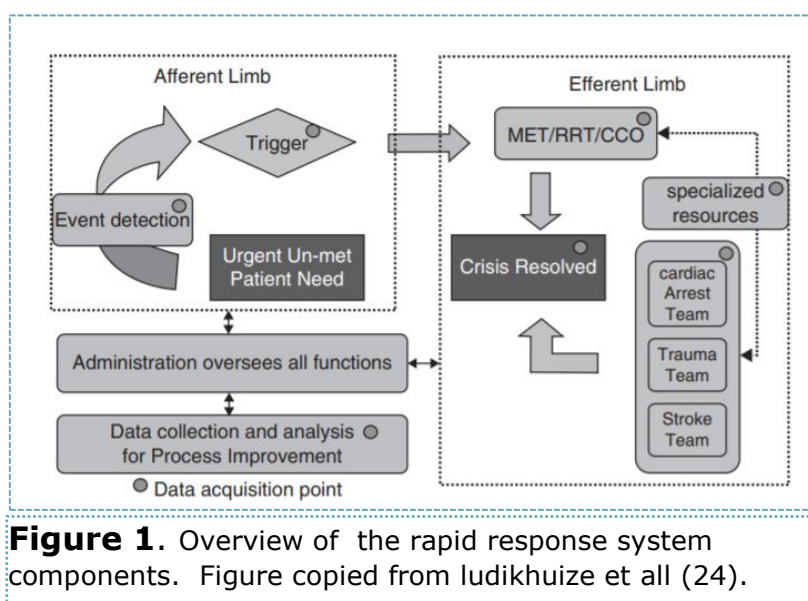 Afferent Limb
Trigger
Event detection
Urgent Un-met
Patient Need
Efferent Limb
MET/RRT/CCO
specialized
resources
Crisis Resolved
cardiac
Arrest
Team
Trauma
Team
Stroke
Team
Administration oversees all functions
Data collection and analysis
for Process Improvement
Data acquisition point
Figure 1. Overview of the rapid response system
components. Figure copied from ludikhuize et all (24).